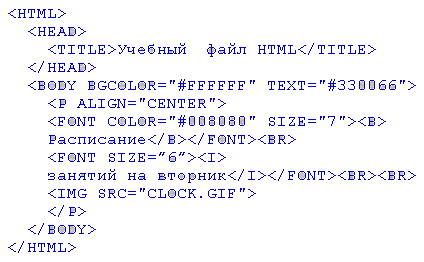 <HTML>
<HEAD>
<TITLE>Учебный файл HTML</TITLE>
</HEAD>
<BODY BGCOLOR="#FFFFFF" TEXT="#330066">
<P ALIGN="CENTER">
<FONT COLOR="#008080" SIZE="7"><B>
Расписание</B></FONT><BR>
<FONT SIZE=”6”><I>
занятий на вторник</I></FONT><BR><BR>
<IMG SRC="CLOCK.GIF">
</P>
</BODY>
</HTML>